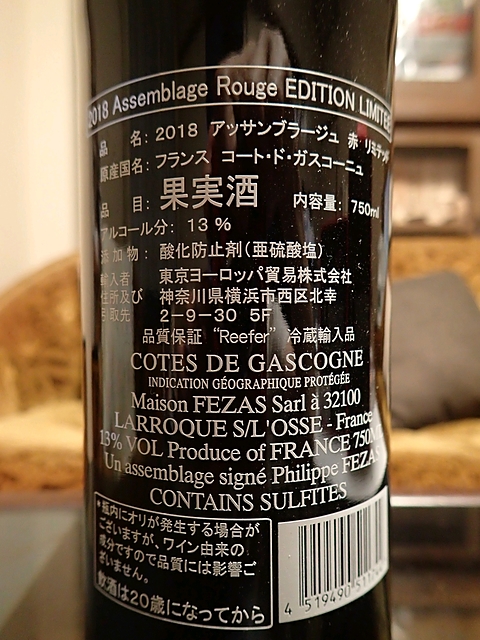 2018 Assemblage Rouge EDITION LIMITEE
品 名: 2018 アッサンブラージュ 赤 リミテッド
原産国名: フランス コート・ド・ガスコーニュ
品 目: 果実酒 内容量: 750ml
アルコール分: 13%
添加物: 酸化防止剤(亜硫酸塩)
輸入者 東京ヨーロッパ貿易株式会社
住所及び 神奈川県横浜市西区北幸
引取先 2-9-30 5F
品質保証 “Reefer” 冷蔵輸入品
COTES DE GASCOGNE
INDICATION GÉOGRAPHIQUE PROTÉGÉE
Maison FEZAS Sarl à 32100
LARROQUE S/L'OSSE - France
13% VOL Produce of FRANCE 750
Un assemblage signé Philippe FEZAS
CONTAINS SULFITES
*瓶内にオリが発生する場合が
ございますが、ワイン由来の
成分ですので品質には影響ご
ざいません。
飲酒は20歳になってから
4 519490